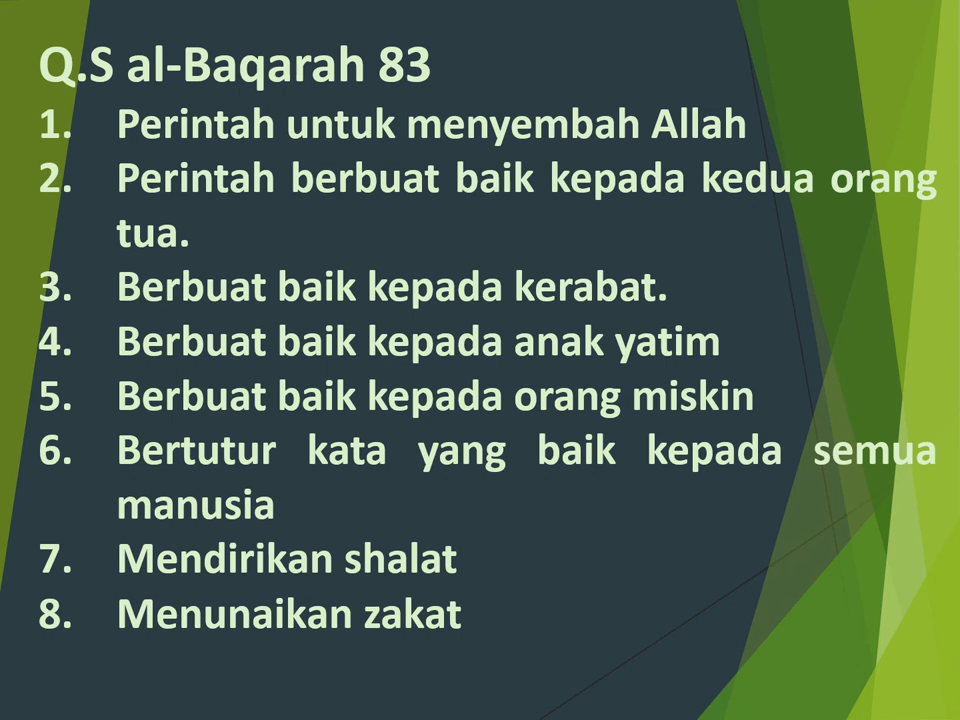 Q.S al-Baqarah 83
1. Perintah untuk menyembah Allah
2. Perintah berbuat baik kepada kedua orang
tua.
3. Berbuat baik kepada kerabat.
4. Berbuat baik kepada anak yatim
5. Berbuat baik kepada orang miskin
6. Bertutur kata yang baik kepada semua
manusia
7. Mendirikan shalat
8. Menunaikan zakat